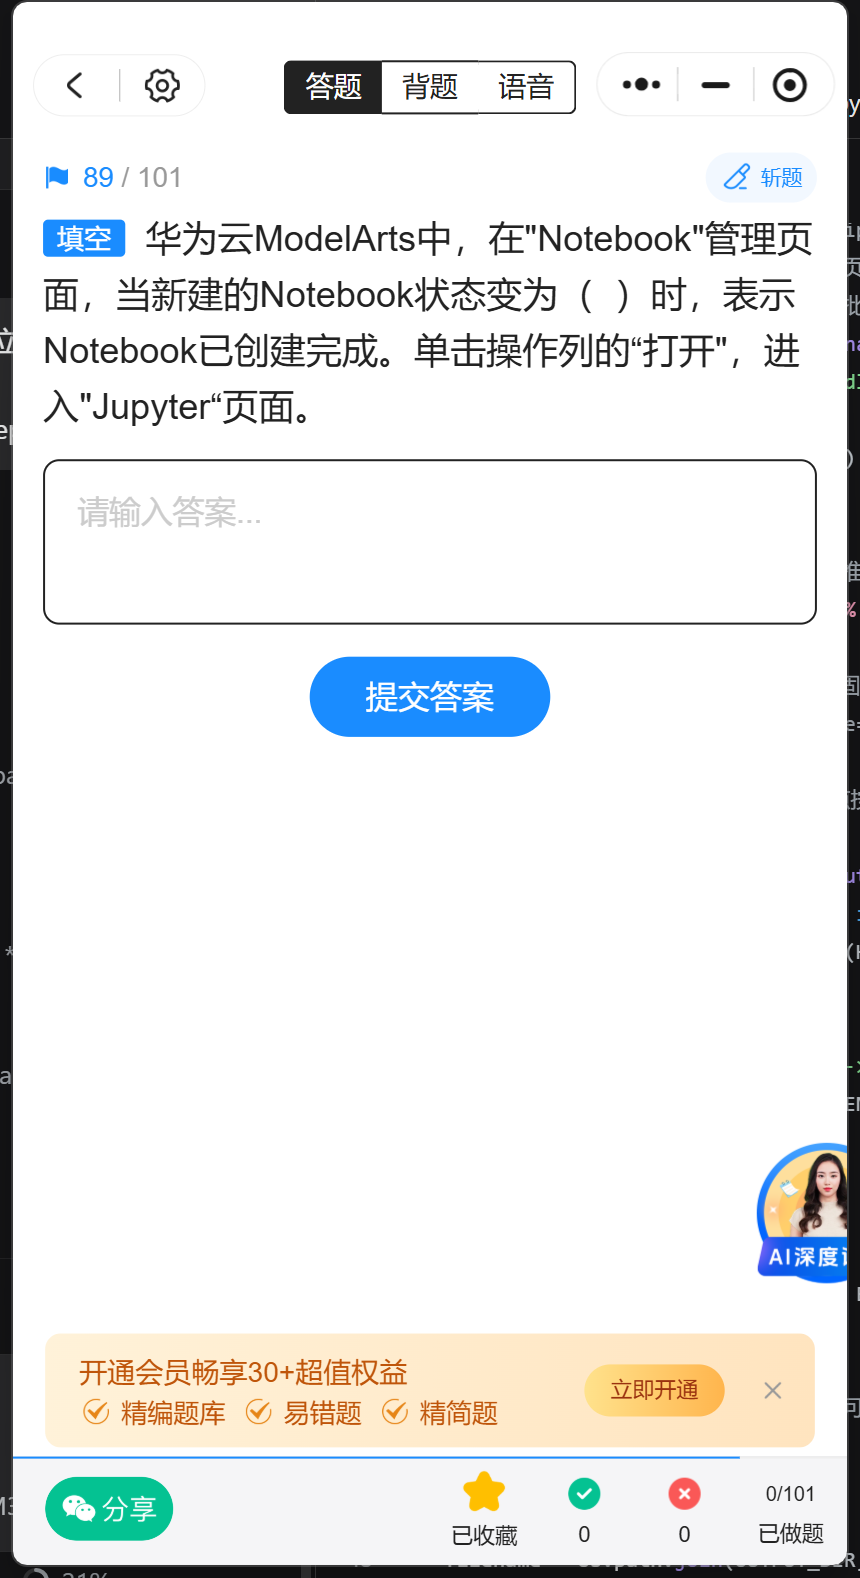 答题 背题 语音
89 / 101
斩题
填空 华为云ModelArts中，在"Notebook"管理页
面，当新建的Notebook状态变为（ ）时，表示
Notebook已创建完成。单击操作列的“打开"，进
入"Jupyter“页面。
请输入答案...
提交答案
AI深度
开通会员畅享30+超值权益
精编题库 易错题 精简题
立即开通
分享
已收藏
0
0
0/101
已做题